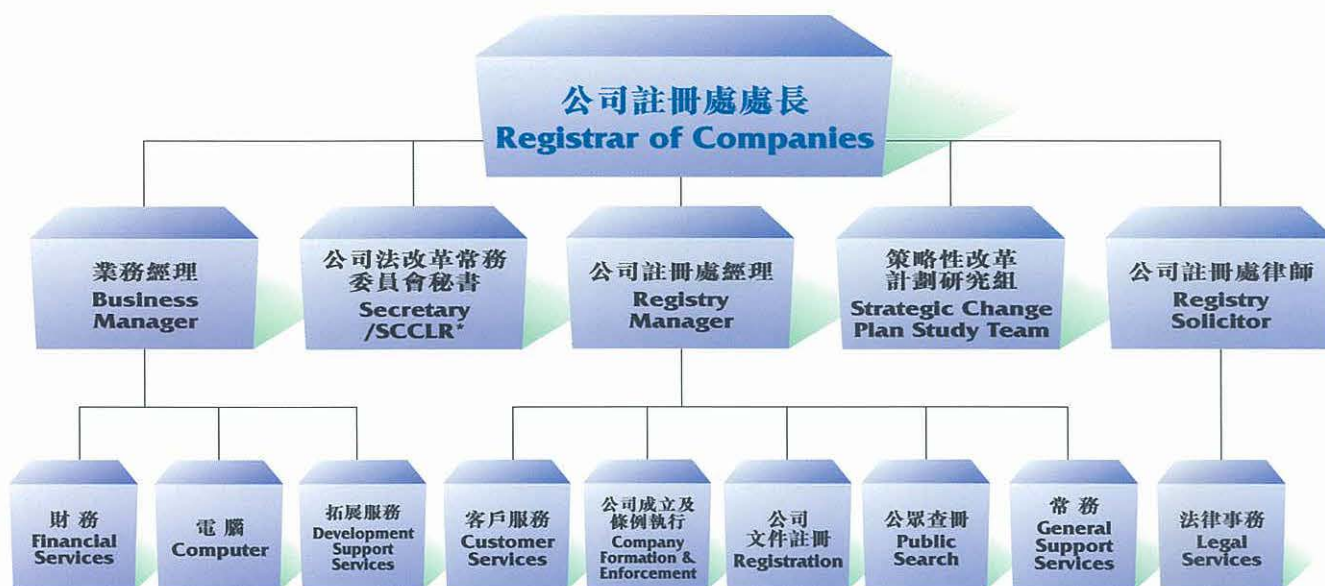 公司註冊處處長
Registrar of Companies
業務經理
Business
Manager
公司法改革常務
委員會秘書
Secretary
/SCCLR*
公司註冊處經理
Registry
Manager
策略性改革
計劃研究組
Strategic Change
Plan Study Team
公司註冊處律師
Registry
Solicitor
財務
Financial
Services
電腦
Computer
拓展服務
Development
Support
Services
客戶服務
Customer
Services
公司成立及
條例執行
Company
Formation &
Enforcement
公司
文件註冊
Registration
公眾查冊
Public
Search
常務
General
Support
Services
法律事務
Legal
Services